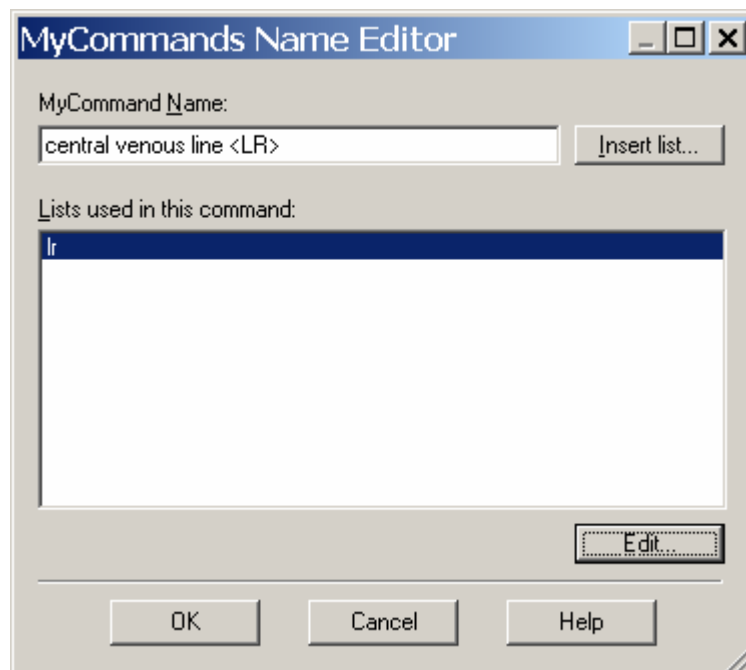 MyCommands Name Editor
MyCommand Name:
central venous line <LR>
Insert list...
Lists used in this command:
lr
Edit...
OK Cancel Help